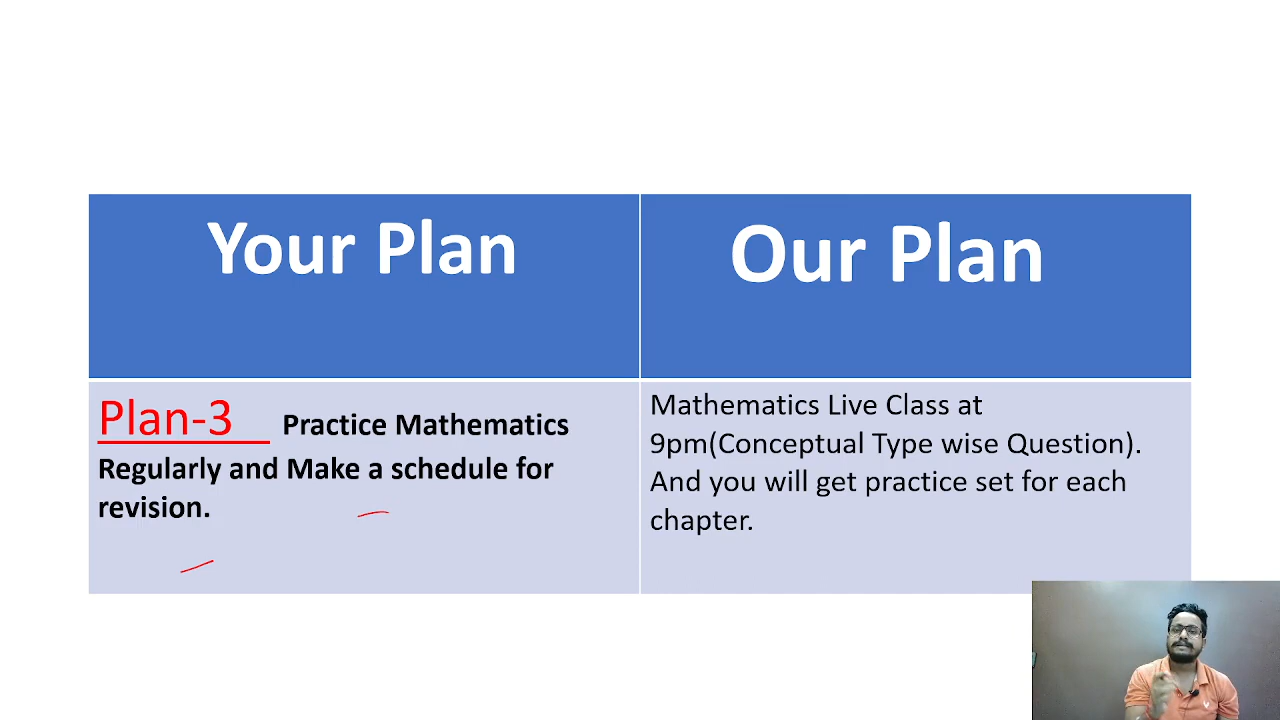 Your Plan
Our Plan
Plan-3 Practice Mathematics
Regularly and Make a schedule for
revision.
Mathematics Live Class at
9pm(Conceptual Type wise Question).
And you will get practice set for each
chapter.